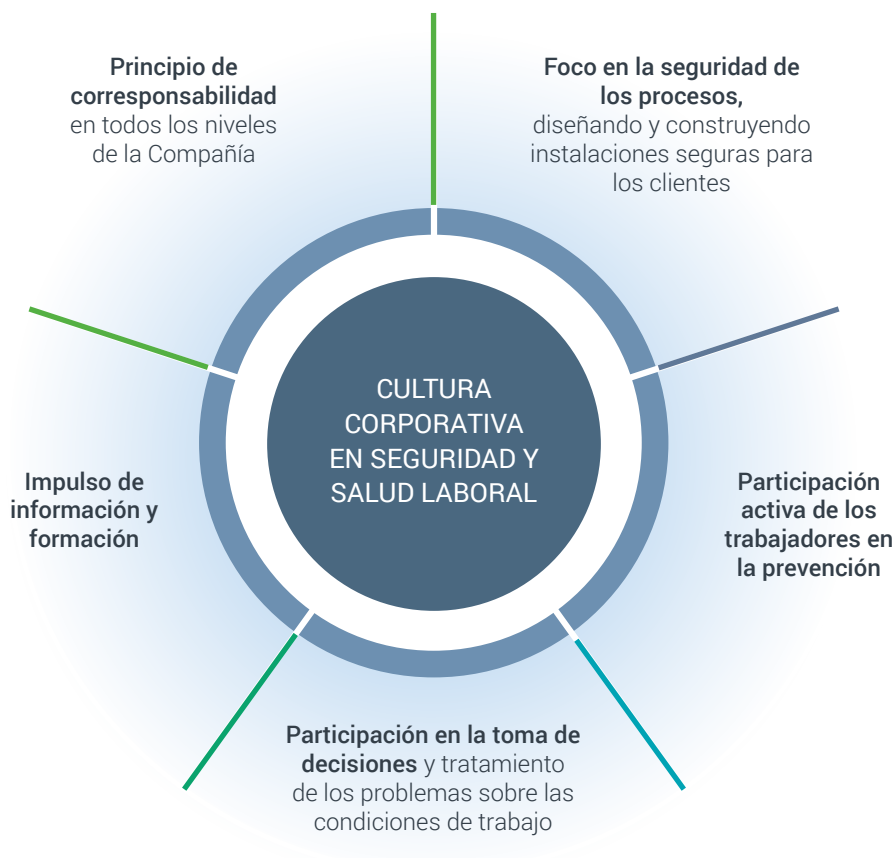 Principio de
corresponsabilidad
en todos los niveles
de la Compañía
Foco en la seguridad de
los procesos,
diseñando y construyendo
instalaciones seguras para
los clientes
CULTURA
CORPORATIVA
EN SEGURIDAD Y
SALUD LABORAL
Impulso de
información y
formación
Participación
activa de los
trabajadores en
la prevención
Participación en la toma de
decisiones y tratamiento
de los problemas sobre las
condiciones de trabajo